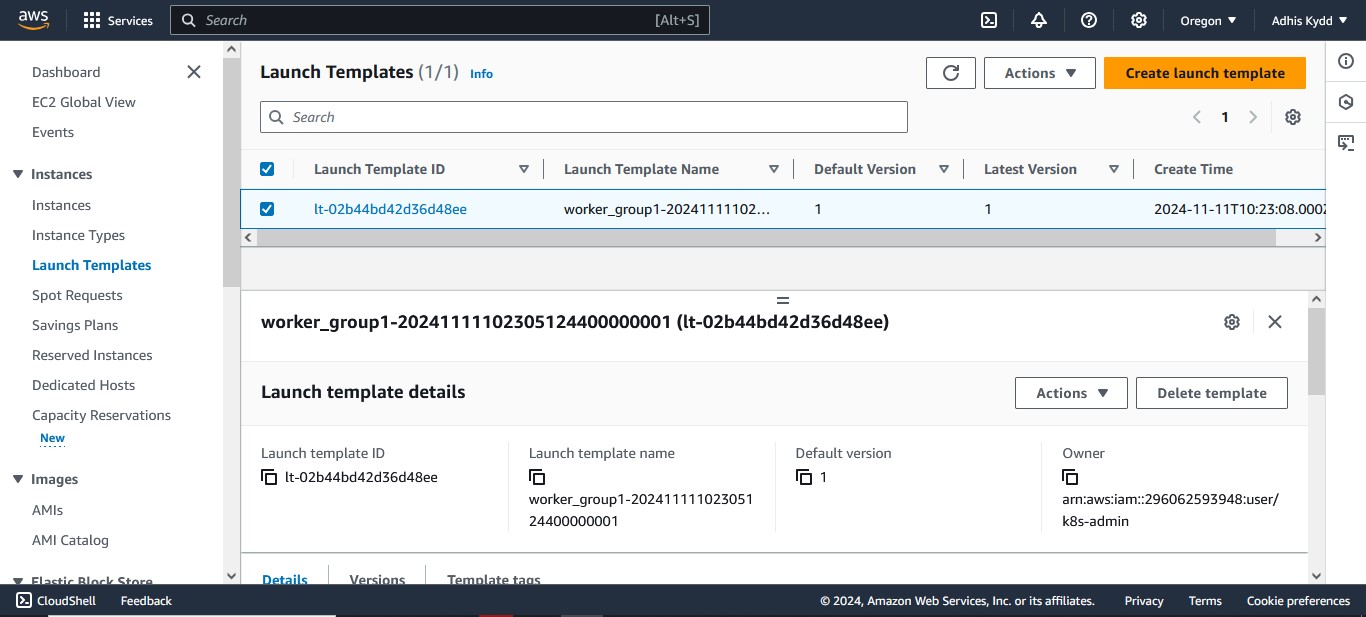 aws
Services
Search
[Alt+S]
Oregon
Adhis Kydd
Dashboard
EC2 Global View
Events
Instances
Instances
Instance Types
Launch Templates
Spot Requests
Savings Plans
Reserved Instances
Dedicated Hosts
Capacity Reservations
New
Images
AMIs
AMI Catalog
Elastic Block Store
Launch Templates (1/1) Info
Actions
Create launch template
Search
1
Launch Template ID
Launch Template Name
Default Version
Latest Version
Create Time
lt-02b44bd42d36d48ee
worker_group1-20241111102...
1
1
2024-11-11T10:23:08.000Z
worker_group1-20241111102305124400000001 (lt-02b44bd42d36d48ee)
Launch template details
Actions
Delete template
Launch template ID
lt-02b44bd42d36d48ee
Launch template name
worker_group1-202411111023051
24400000001
Default version
1
Owner
arn:aws:iam::296062593948:user/
k8s-admin
Details
Versions
Template tags
CloudShell
Feedback
© 2024, Amazon Web Services, Inc. or its affiliates.
Privacy
Terms
Cookie preferences